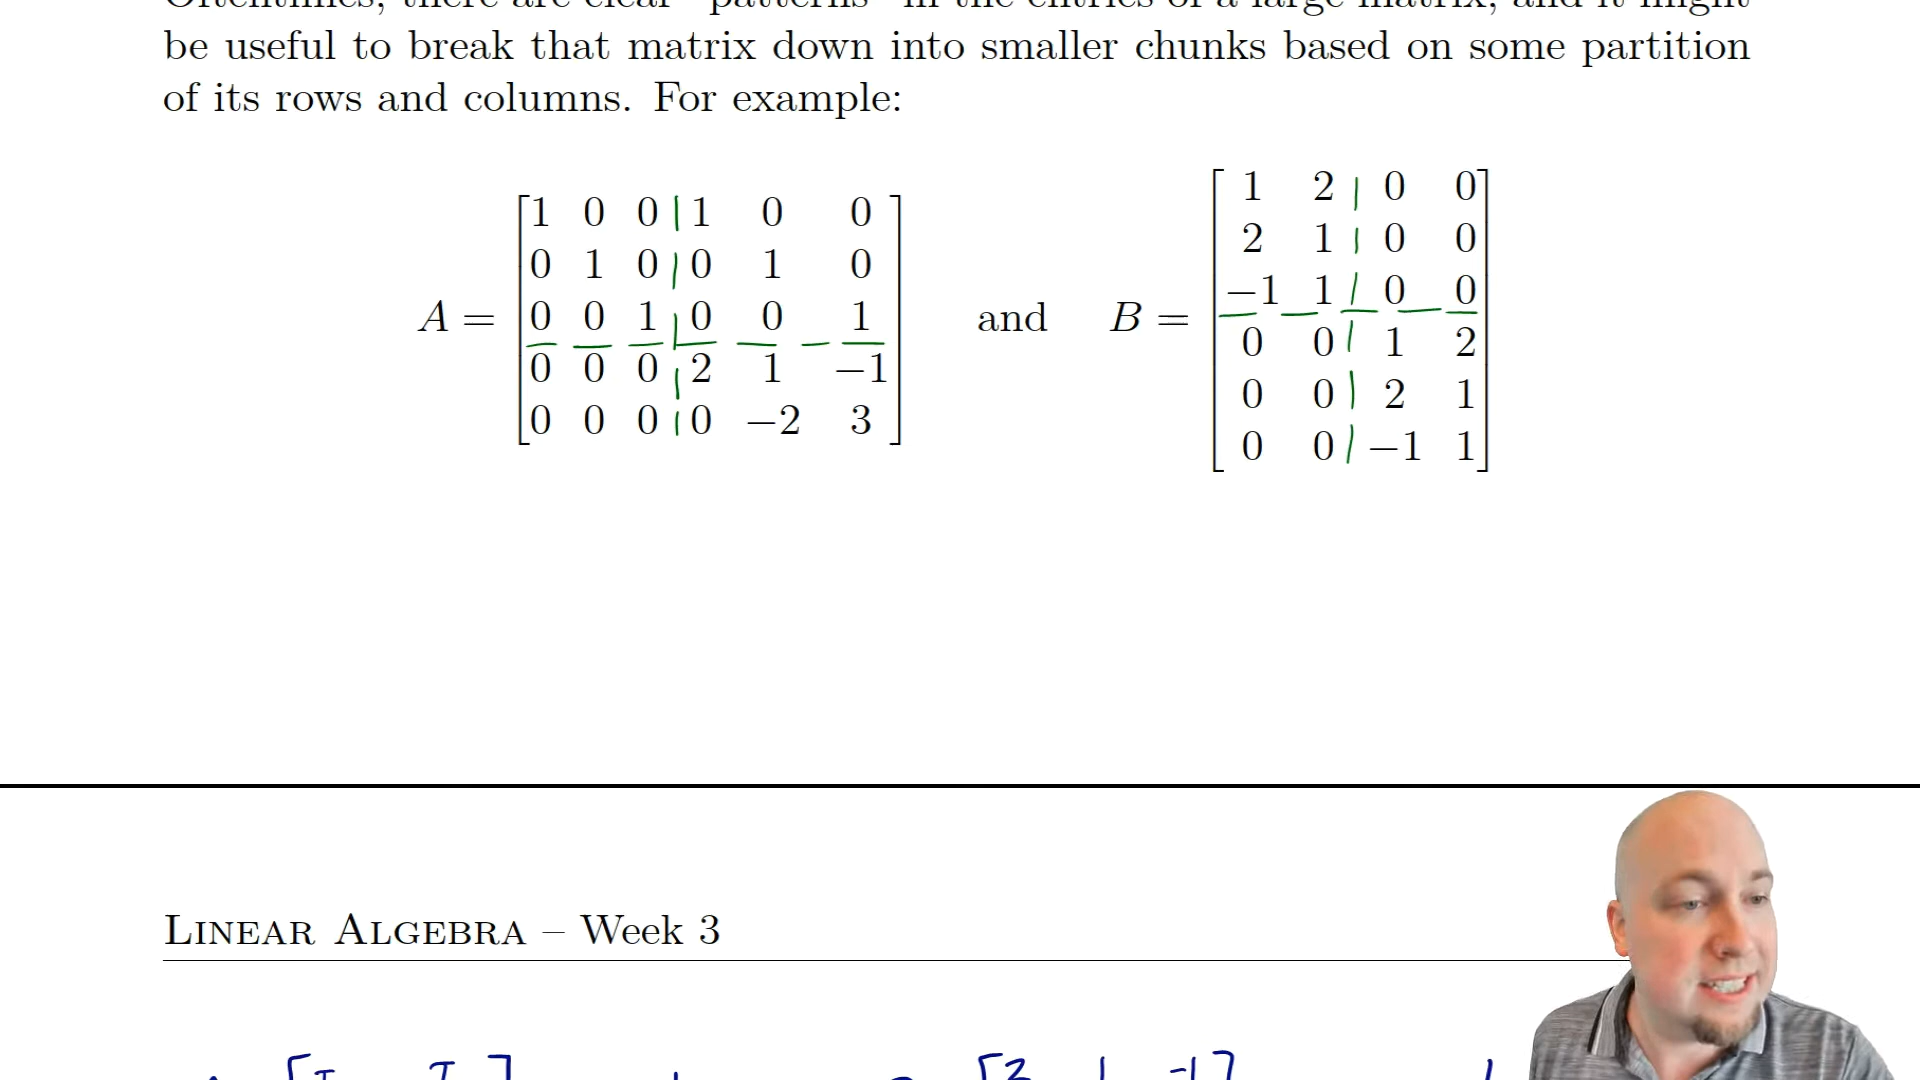 be useful to break that matrix down into smaller chunks based on some partition
of its rows and columns. For example:
A = [1 0 0 | 1 0 0
0 1 0 | 0 1 0
0 0 1 | 0 0 1
0 0 0 | 2 1 −1
0 0 0 | 0 −2 3]
and
B = [1 2 | 0 0
2 1 | 0 0
−1 1 | 0 0
0 0 | 1 2
0 0 | 2 1
0 0 | −1 1]
LINEAR ALGEBRA – Week 3